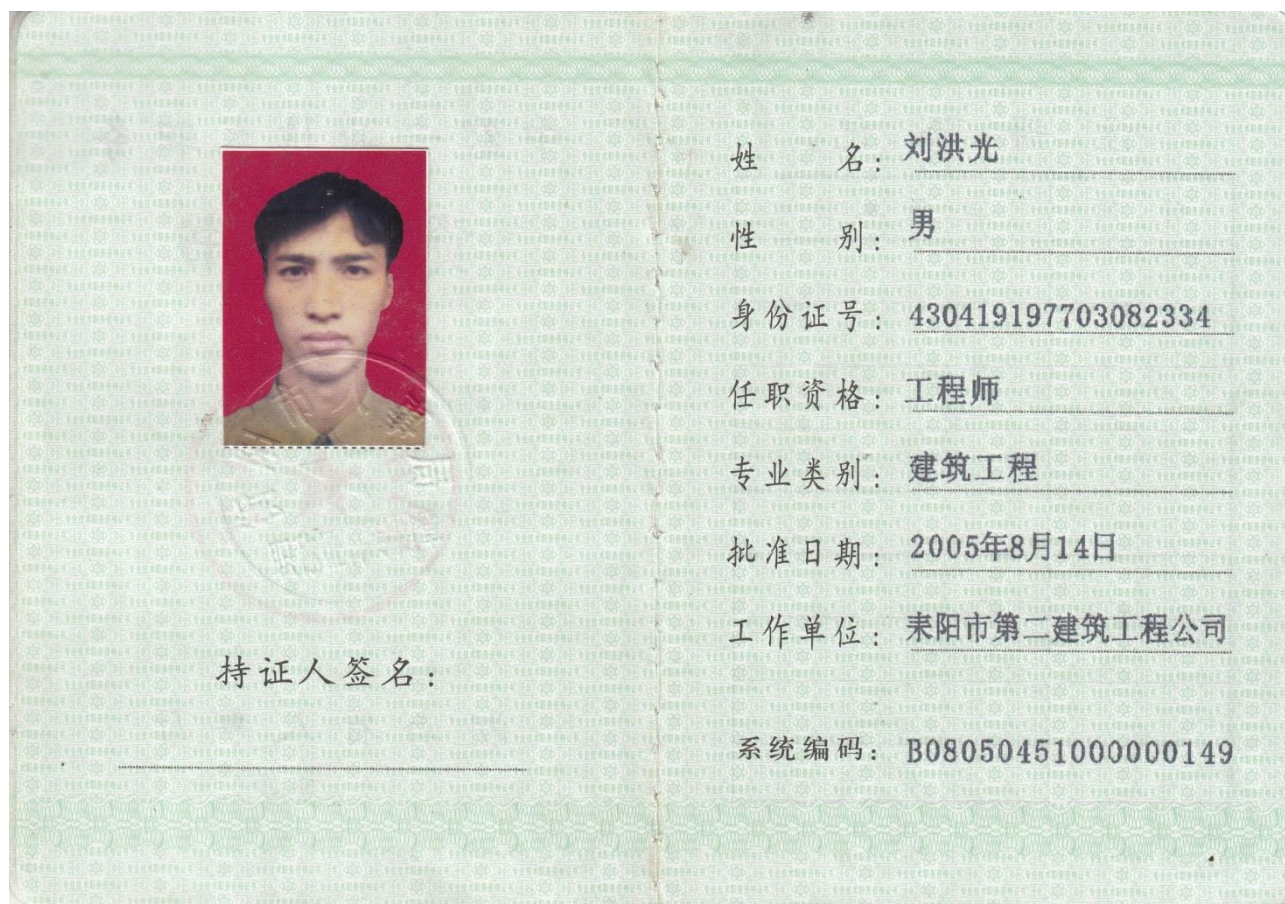 持证人签名：
姓 名：刘洪光
性 别：男
身份证号：430419197703082334
任职资格：工程师
专业类别：建筑工程
批准日期：2005年8月14日
工作单位：耒阳市第二建筑工程公司
系统编码：B08050451000000149